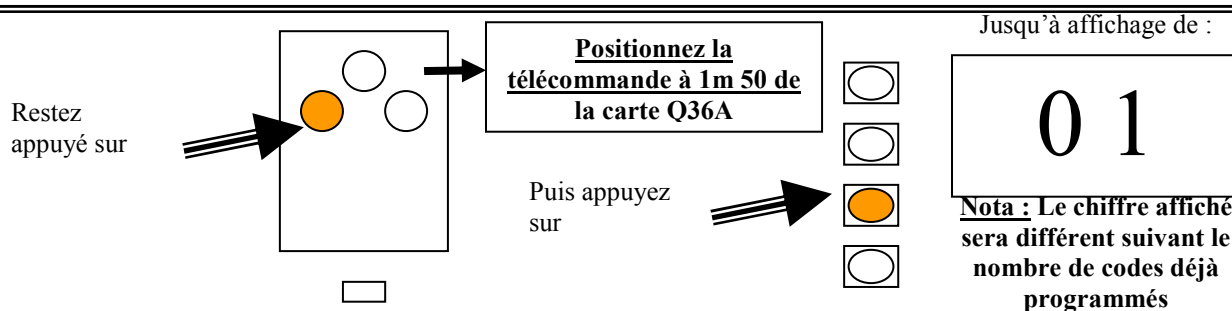 Restez
appuyé sur
Positionnez la
télécommande à 1m 50 de
la carte Q36A
Puis appuyez
sur
Jusqu’à affichage de :
0 1
Nota : Le chiffre affiché
sera différent suivant le
nombre de codes déjà
programmés